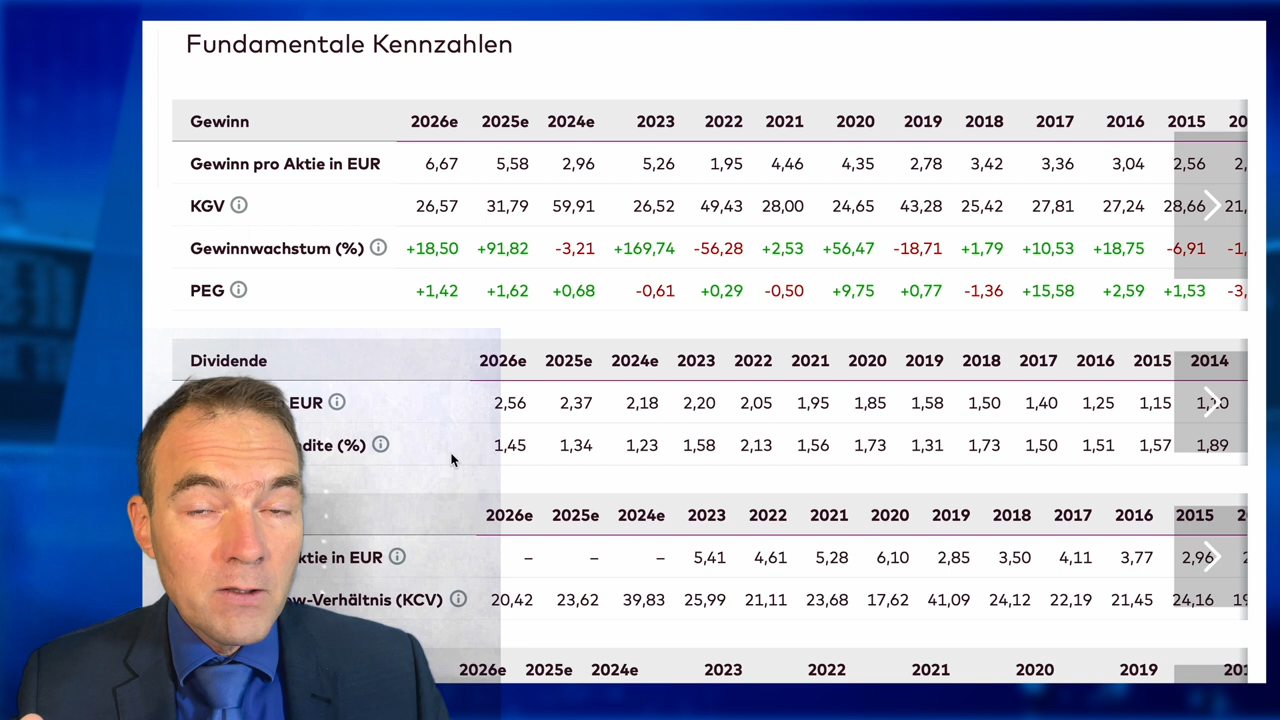 Fundamentale Kennzahlen
Gewinn 2026e 2025e 2024e 2023 2022 2021 2020 2019 2018 2017 2016 2015 20
Gewinn pro Aktie in EUR 6,67 5,58 2,96 5,26 1,95 4,46 4,35 2,78 3,42 3,36 3,04 2,56 2,
KGV 26,57 31,79 59,91 26,52 49,43 28,00 24,65 43,28 25,42 27,81 27,24 28,66 21,
Gewinnwachstum (%) +18,50 +91,82 -3,21 +169,74 -56,28 +2,53 +56,47 -18,71 +1,79 +10,53 +18,75 -6,91 -1,
PEG +1,42 +1,62 +0,68 -0,61 +0,29 -0,50 +9,75 +0,77 -1,36 +15,58 +2,59 +1,53 -3,
Dividende 2026e 2025e 2024e 2023 2022 2021 2020 2019 2018 2017 2016 2015 2014
EUR 2,56 2,37 2,18 2,20 2,05 1,95 1,85 1,58 1,50 1,40 1,25 1,15
dite (%) 1,45 1,34 1,23 1,58 2,13 1,56 1,73 1,31 1,73 1,50 1,51 1,57 1,89
2026e 2025e 2024e 2023 2022 2021 2020 2019 2018 2017 2016 2015 2
ktie in EUR – – – 5,41 4,61 5,28 6,10 2,85 3,50 4,11 3,77 2,96 2
ow-Verhältnis (KCV) 20,42 23,62 39,83 25,99 21,11 23,68 17,62 41,09 24,12 22,19 21,45 24,16 19
2026e 2025e 2024e 2023 2022 2021 2020 2019 201